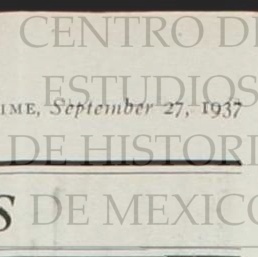 CENTRO DE
ESTUDIOS
IME, September 27, 1937
DE HISTORI
S DE MEXICO